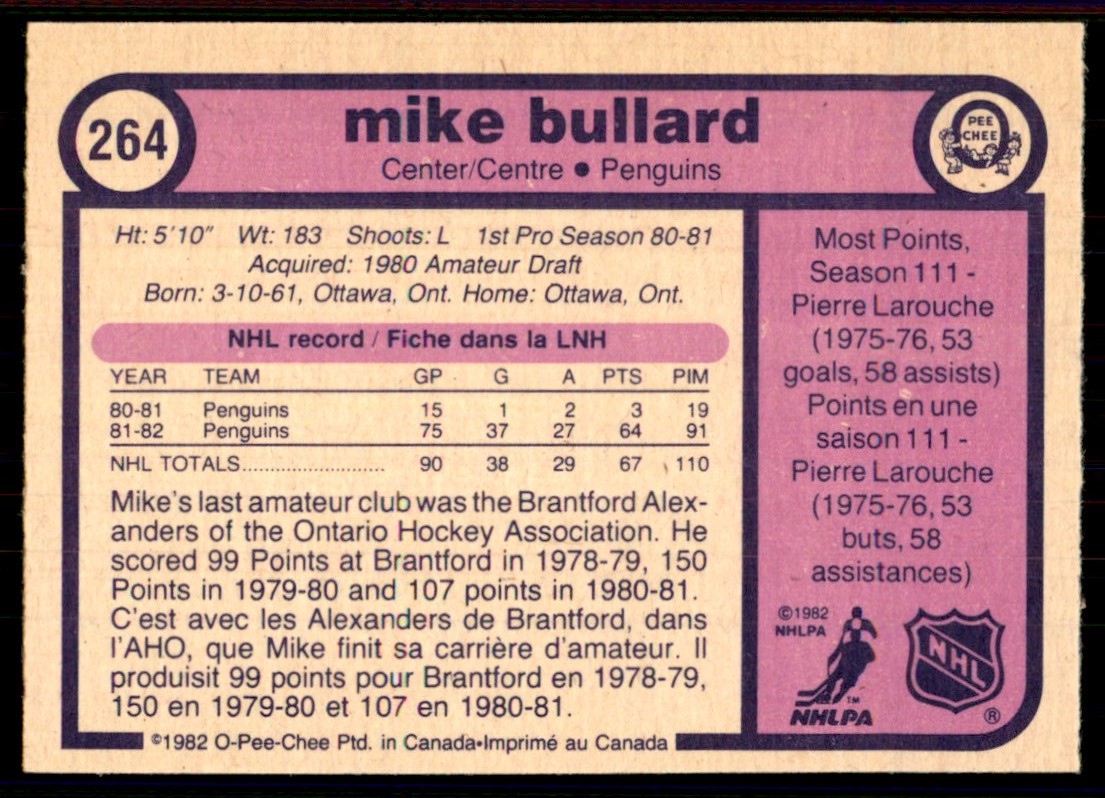 264
mike bullard
Center/Centre • Penguins
O
PEE
CHEE
Ht: 5'10" Wt: 183 Shoots: L 1st Pro Season 80-81
Acquired: 1980 Amateur Draft
Born: 3-10-61, Ottawa, Ont. Home: Ottawa, Ont.
NHL record / Fiche dans la LNH
YEAR TEAM GP G A PTS PIM
80-81 Penguins 15 1 2 3 19
81-82 Penguins 75 37 27 64 91
NHL TOTALS........................... 90 38 29 67 110
Mike's last amateur club was the Brantford Alex-
anders of the Ontario Hockey Association. He
scored 99 Points at Brantford in 1978-79, 150
Points in 1979-80 and 107 points in 1980-81.
C'est avec les Alexanders de Brantford, dans
l'AHO, que Mike finit sa carrière d'amateur. Il
produisit 99 points pour Brantford en 1978-79,
150 en 1979-80 et 107 en 1980-81.
Most Points,
Season 111 -
Pierre Larouche
(1975-76, 53
goals, 58 assists)
Points en une
saison 111 -
Pierre Larouche
(1975-76, 53
buts, 58
assistances)
©1982
NHLPA
TM
NHLPA
NHL
®
©1982 O-Pee-Chee Ptd. in Canada•Imprimé au Canada